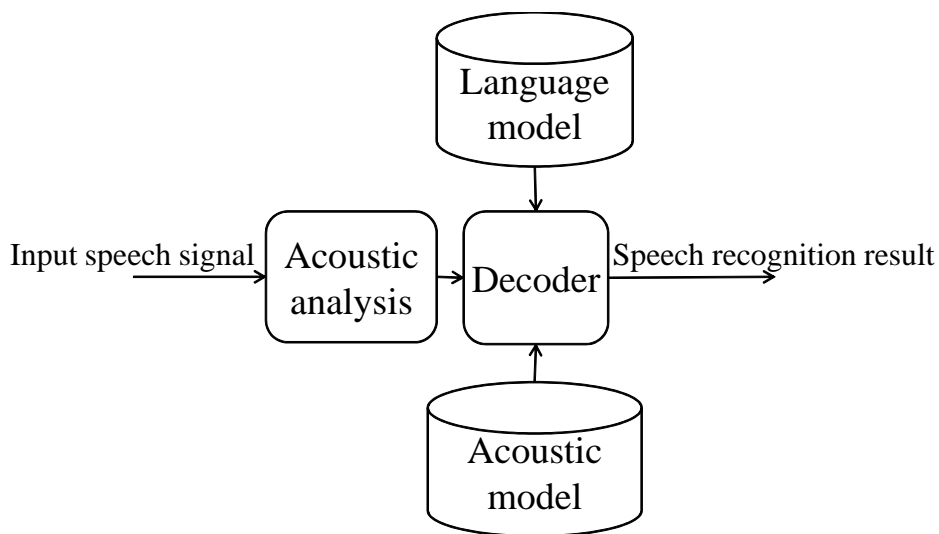 Language
model
Input speech signal
Acoustic
analysis
Decoder
Speech recognition result
Acoustic
model